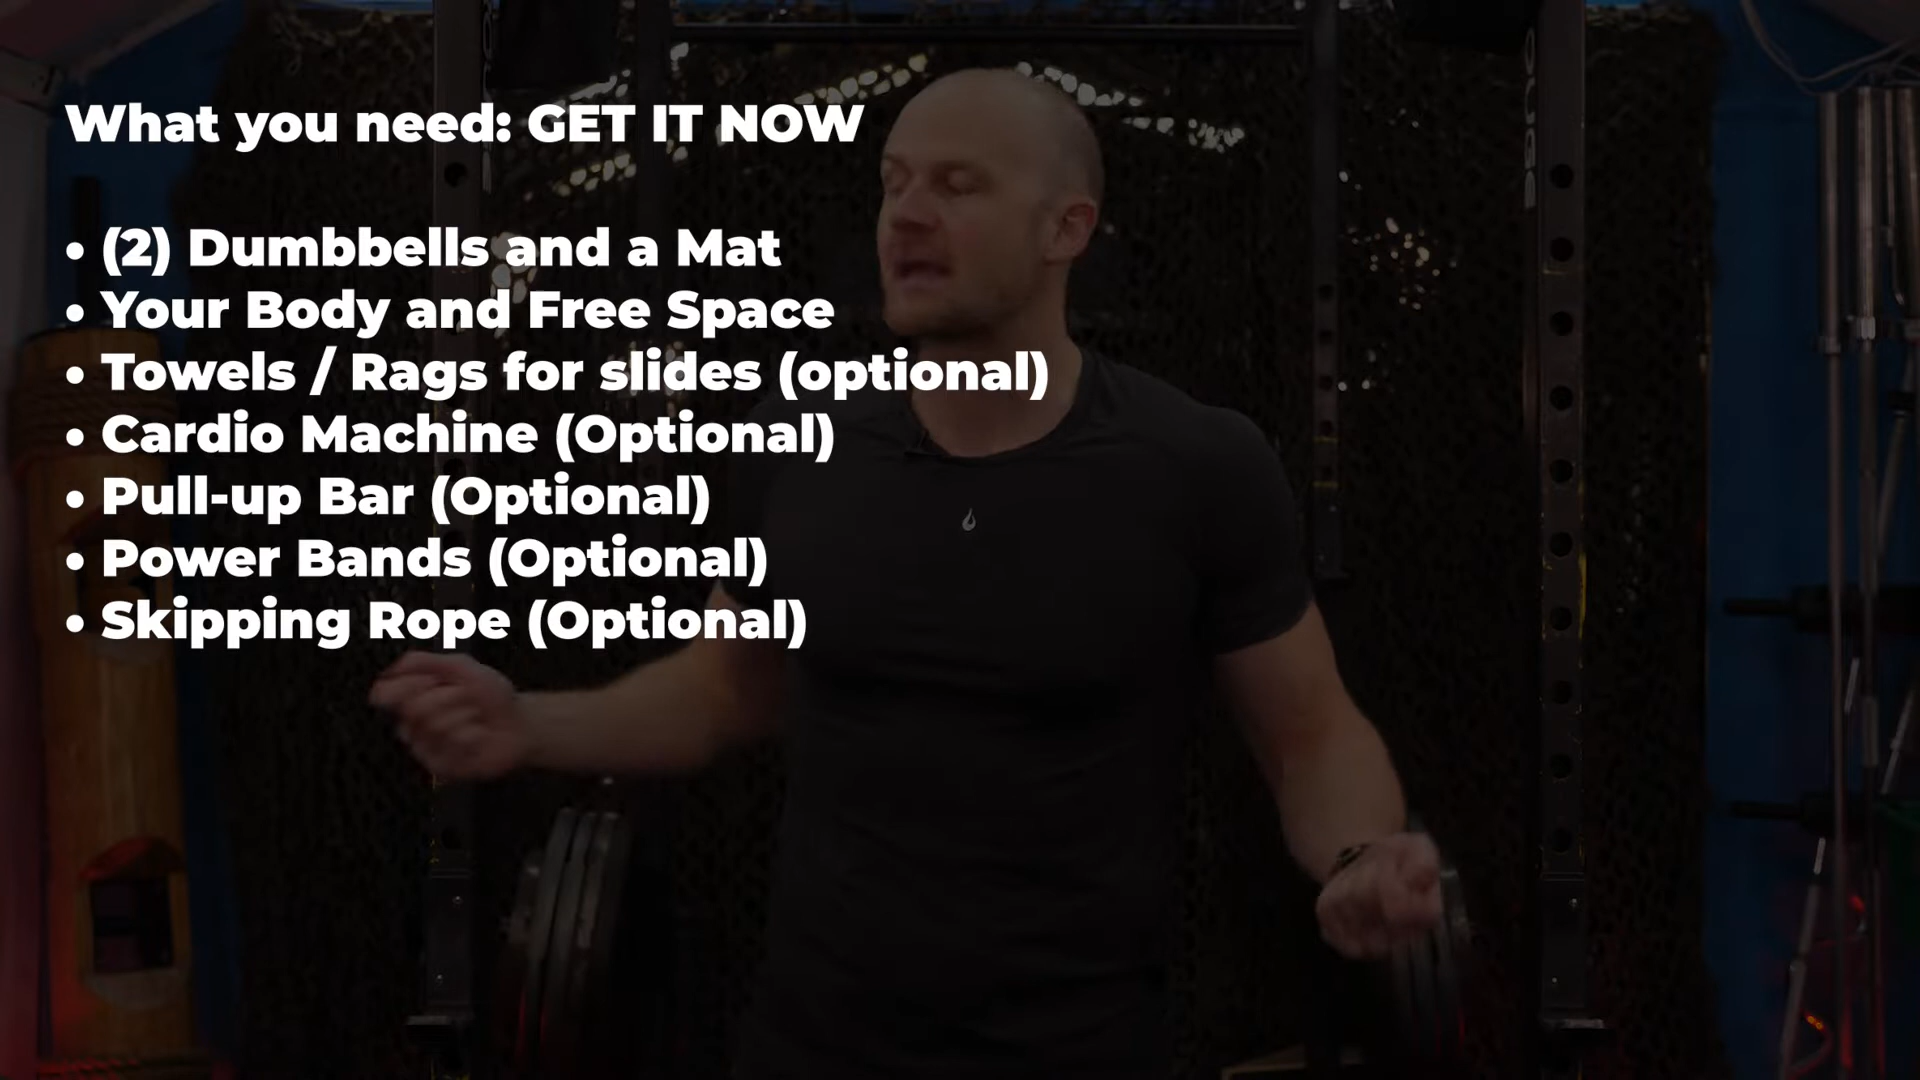 What you need: GET IT NOW
• (2) Dumbbells and a Mat
• Your Body and Free Space
• Towels / Rags for slides (optional)
• Cardio Machine (Optional)
• Pull-up Bar (Optional)
• Power Bands (Optional)
• Skipping Rope (Optional)